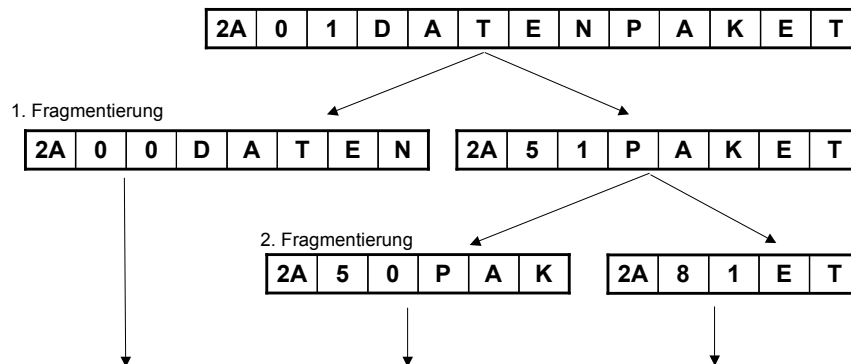 2A 0 1 D A T E N P A K E T
1. Fragmentierung
2A 0 0 D A T E N 2A 5 1 P A K E T
2. Fragmentierung
2A 5 0 P A K 2A 8 1 E T